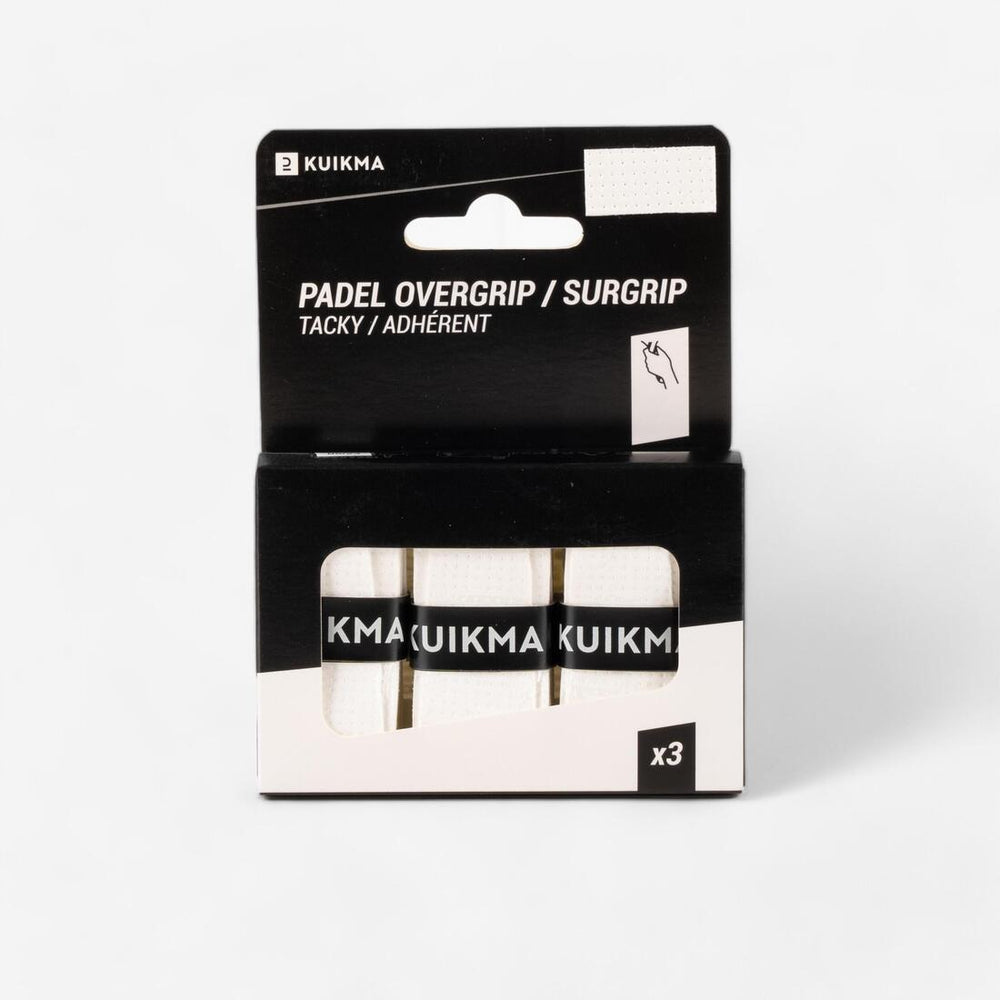 KUIKMA
PADEL OVERGRIP / SURGRIP
TACKY / ADHÉRENT
KMA
KUIKMA
KUIKMA
x3